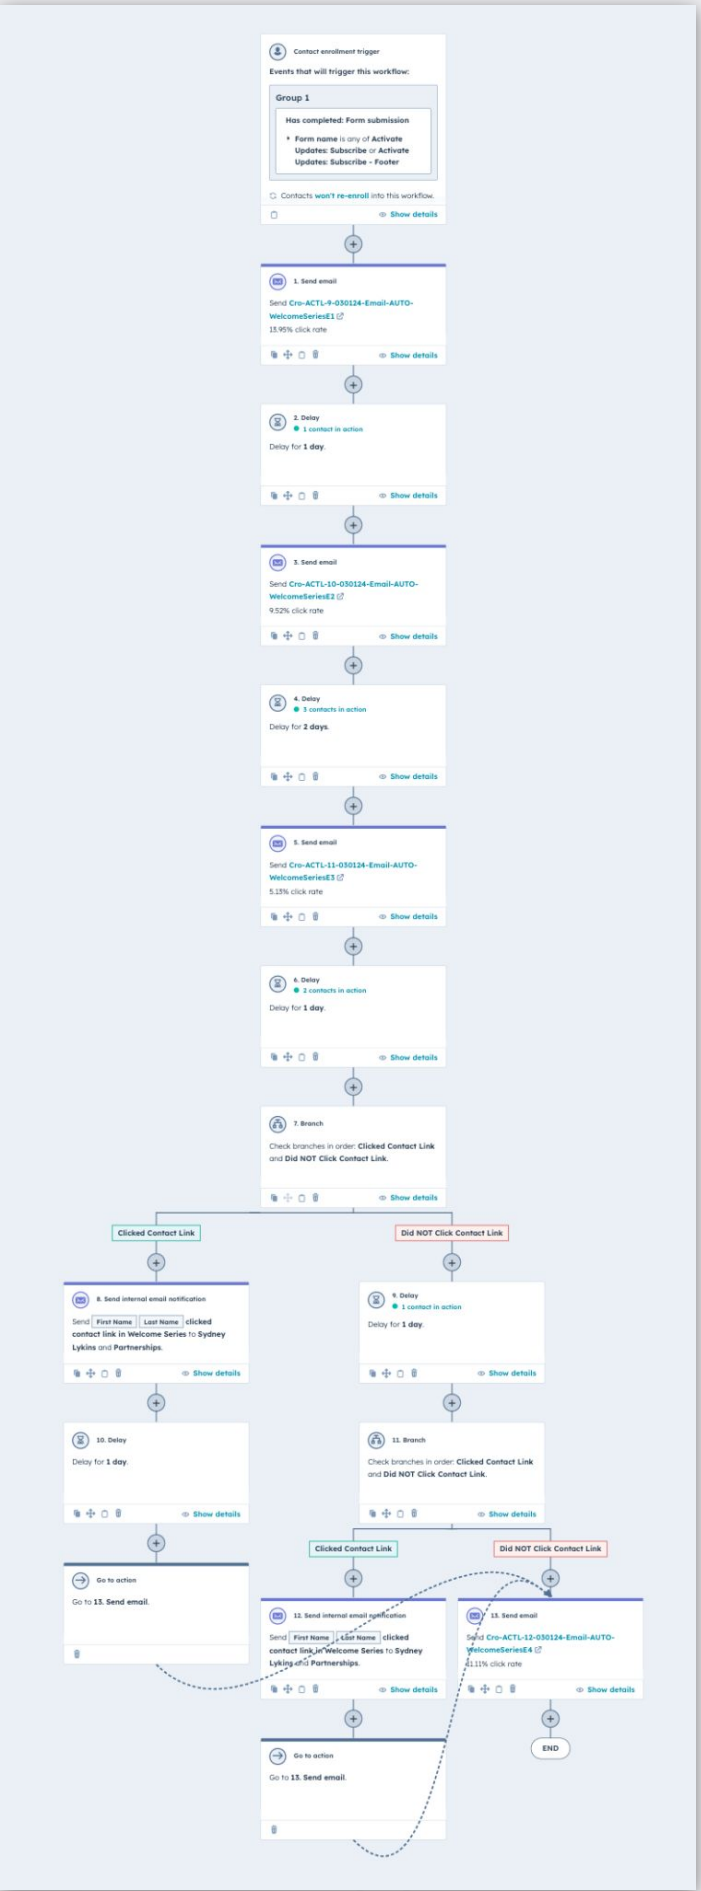 Contact enrollment trigger
Events that will trigger this workflow:
Group 1
Has completed: Form submission
• Form name is any of Activate
Updates: Subscribe or Activate
Updates: Subscribe - Footer
Contacts won't re-enroll into this workflow.
Show details
1. Send email
Send Cro-ACTL-9-030124-Email-AUTO-
WelcomeSeriesE1
13.95% click rate
Show details
2. Delay
1 contact in action
Delay for 1 day.
Show details
3. Send email
Send Cro-ACTL-10-030124-Email-AUTO-
WelcomeSeriesE2
9.52% click rate
Show details
4. Delay
3 contacts in action
Delay for 2 days.
Show details
5. Send email
Send Cro-ACTL-11-030124-Email-AUTO-
WelcomeSeriesE3
5.13% click rate
Show details
6. Delay
2 contacts in action
Delay for 1 day.
Show details
7. Branch
Check branches in order: Clicked Contact Link
and Did NOT Click Contact Link.
Show details
Clicked Contact Link
Did NOT Click Contact Link
8. Send internal email notification
Send First Name Last Name clicked
contact link in Welcome Series to Sydney
Lykins and Partnerships.
Show details
9. Delay
1 contact in action
Delay for 1 day.
Show details
10. Delay
Delay for 1 day.
Show details
11. Branch
Check branches in order: Clicked Contact Link
and Did NOT Click Contact Link.
Show details
Clicked Contact Link
Did NOT Click Contact Link
Go to action
Go to 13. Send email.
12. Send internal email notification
Send First Name Last Name clicked
contact link in Welcome Series to Sydney
Lykins and Partnerships.
Show details
13. Send email
Send Cro-ACTL-12-030124-Email-AUTO-
WelcomeSeriesE4
11.11% click rate
Show details
Go to action
Go to 13. Send email.
END